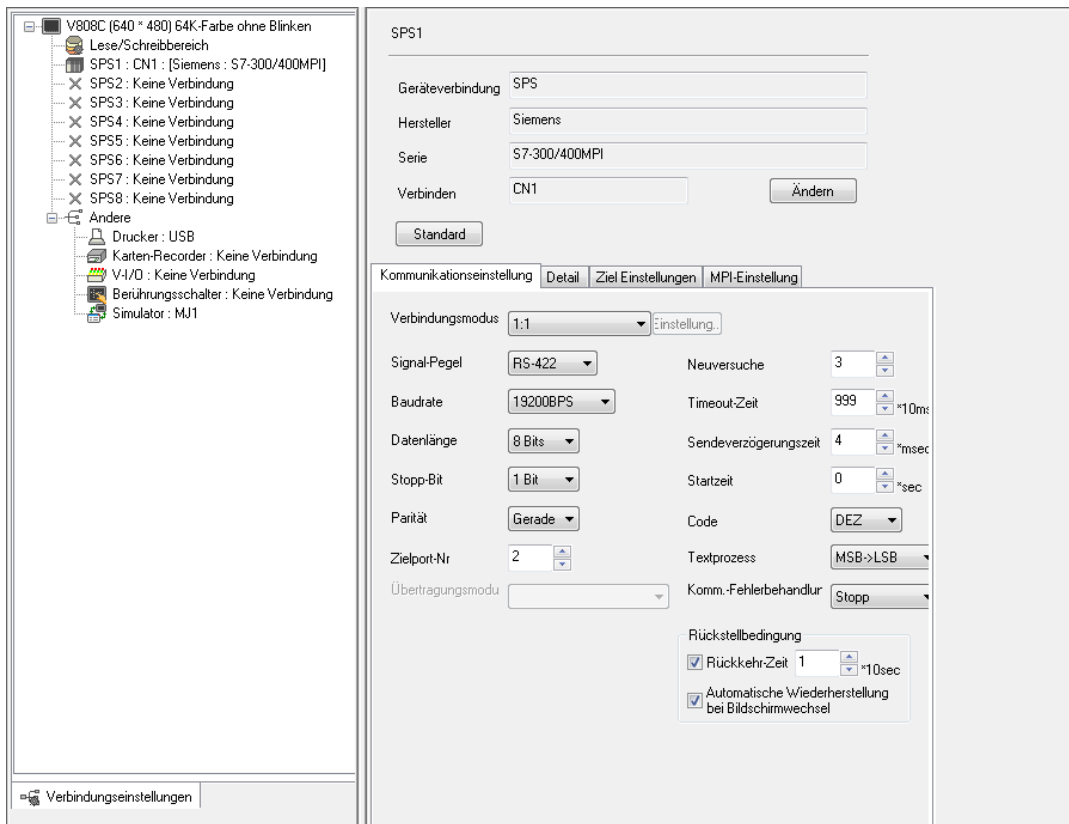 V808C (640 * 480) 64K-Farbe ohne Blinken
Lese/Schreibbereich
SPS1 : CN1 : [Siemens : S7-300/400MPI]
SPS2 : Keine Verbindung
SPS3 : Keine Verbindung
SPS4 : Keine Verbindung
SPS5 : Keine Verbindung
SPS6 : Keine Verbindung
SPS7 : Keine Verbindung
SPS8 : Keine Verbindung
Andere
Drucker : USB
Karten-Recorder : Keine Verbindung
V-I/O : Keine Verbindung
Berührungsschalter : Keine Verbindung
Simulator : MJ1
Verbindungseinstellungen
SPS1
Geräteverbindung SPS
Hersteller Siemens
Serie S7-300/400MPI
Verbinden CN1 Ändern
Standard
Kommunikationseinstellung Detail Ziel Einstellungen MPI-Einstellung
Verbindungsmodus 1:1 Einstellung..
Signal-Pegel RS-422 Neuversuche 3
Baudrate 19200BPS Timeout-Zeit 999 *10ms
Datenlänge 8 Bits Sendeverzögerungszeit 4 *msec
Stopp-Bit 1 Bit Startzeit 0 *sec
Parität Gerade Code DEZ
Zielport-Nr 2 Textprozess MSB->LSB
Übertragungsmodu Komm.-Fehlerbehandlur Stopp
Rückstellbedingung
Rückkehr-Zeit 1 *10sec
Automatische Wiederherstellung
bei Bildschirmwechsel